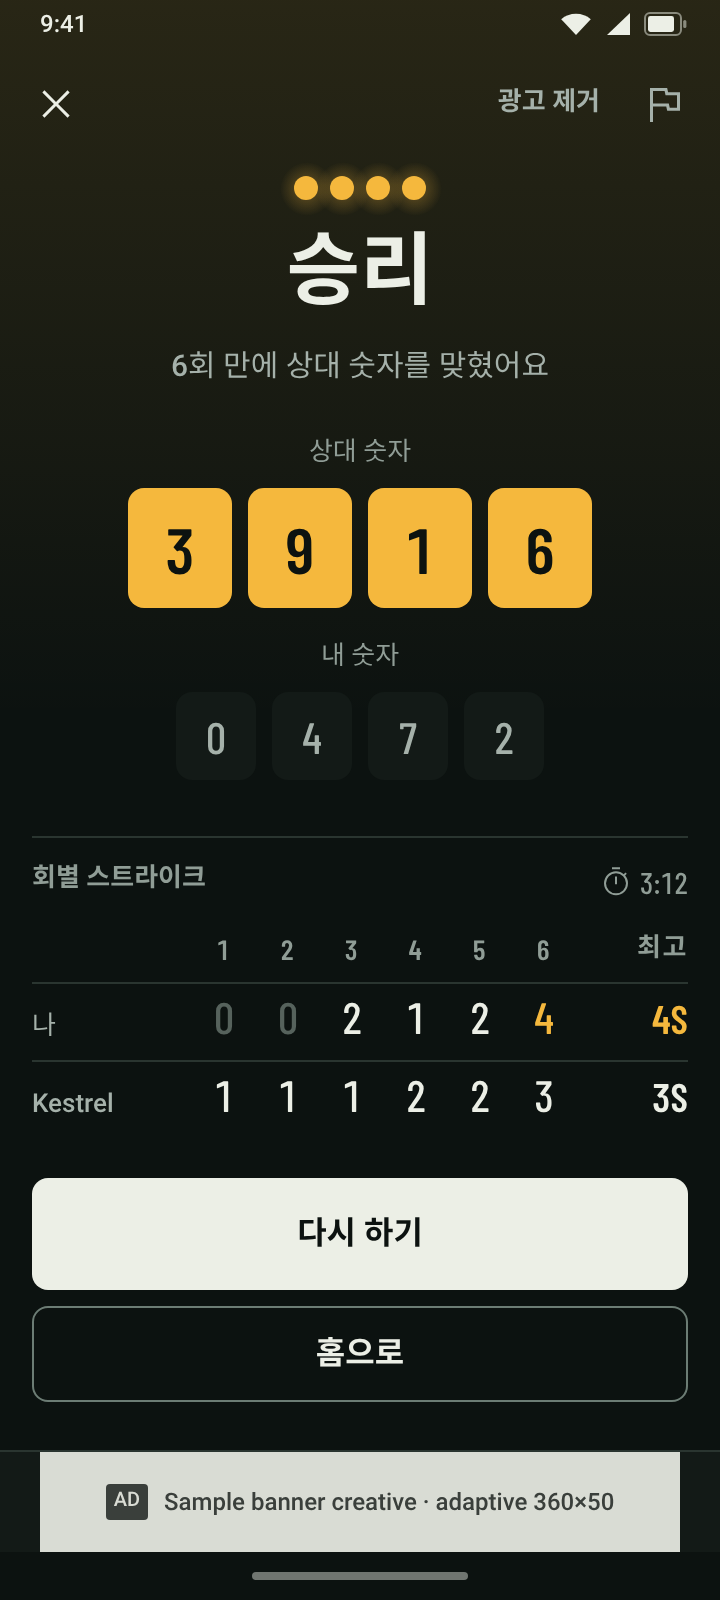 9:41
광고 제거
승리
6회 만에 상대 숫자를 맞혔어요
상대 숫자
3 9 1 6
내 숫자
0 4 7 2
회별 스트라이크 3:12
1 2 3 4 5 6 최고
나 0 0 2 1 2 4 4S
Kestrel 1 1 1 2 2 3 3S
다시 하기
홈으로
AD Sample banner creative · adaptive 360×50